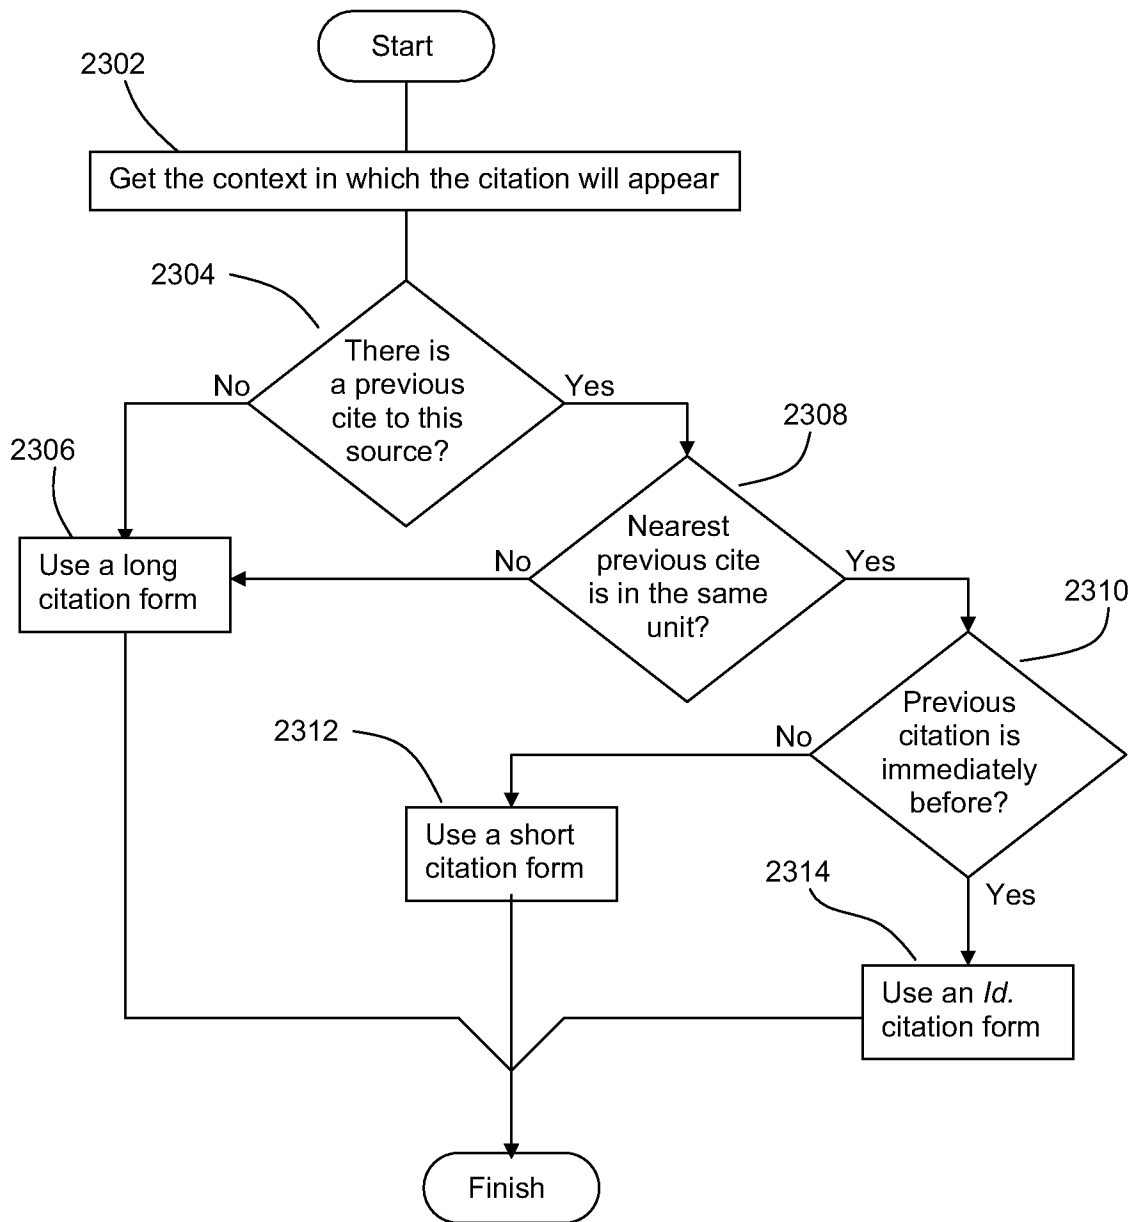 Start
2302
Get the context in which the citation will appear
2304
There is
a previous
cite to this
source?
No
Yes
2306
2308
Use a long
citation form
Nearest
previous cite
is in the same
unit?
No
Yes
2310
Previous
citation is
immediately
before?
No
Yes
2312
Use a short
citation form
2314
Use an Id.
citation form
Finish